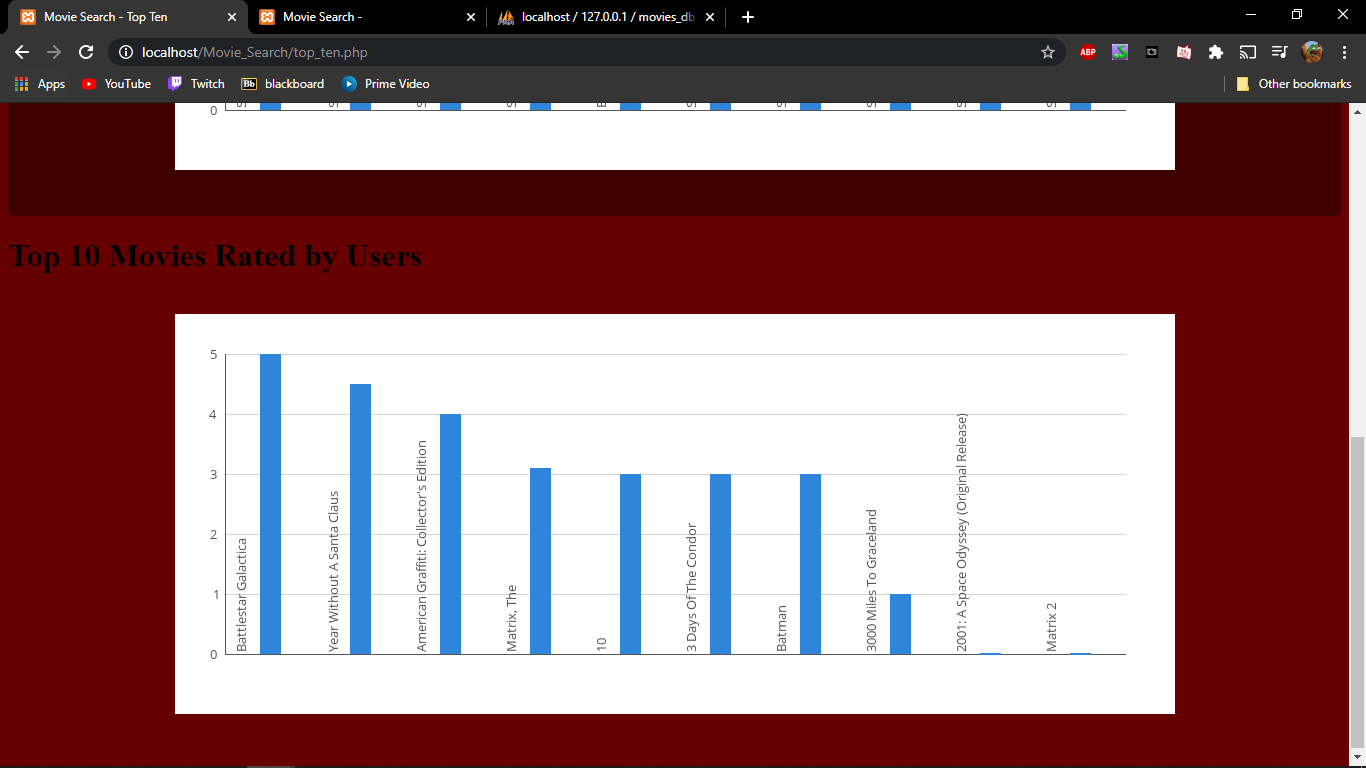 Movie Search - Top Ten
Movie Search -
localhost / 127.0.0.1 / movies_db
localhost/Movie_Search/top_ten.php
ABP
Apps
YouTube
Twitch
Bb
blackboard
Prime Video
Other bookmarks
0
Top 10 Movies Rated by Users
5
4
3
2
1
0
Battlestar Galactica
Year Without A Santa Claus
American Graffiti: Collector's Edition
Matrix, The
10
3 Days Of The Condor
Batman
3000 Miles To Graceland
2001: A Space Odyssey (Original Release)
Matrix 2